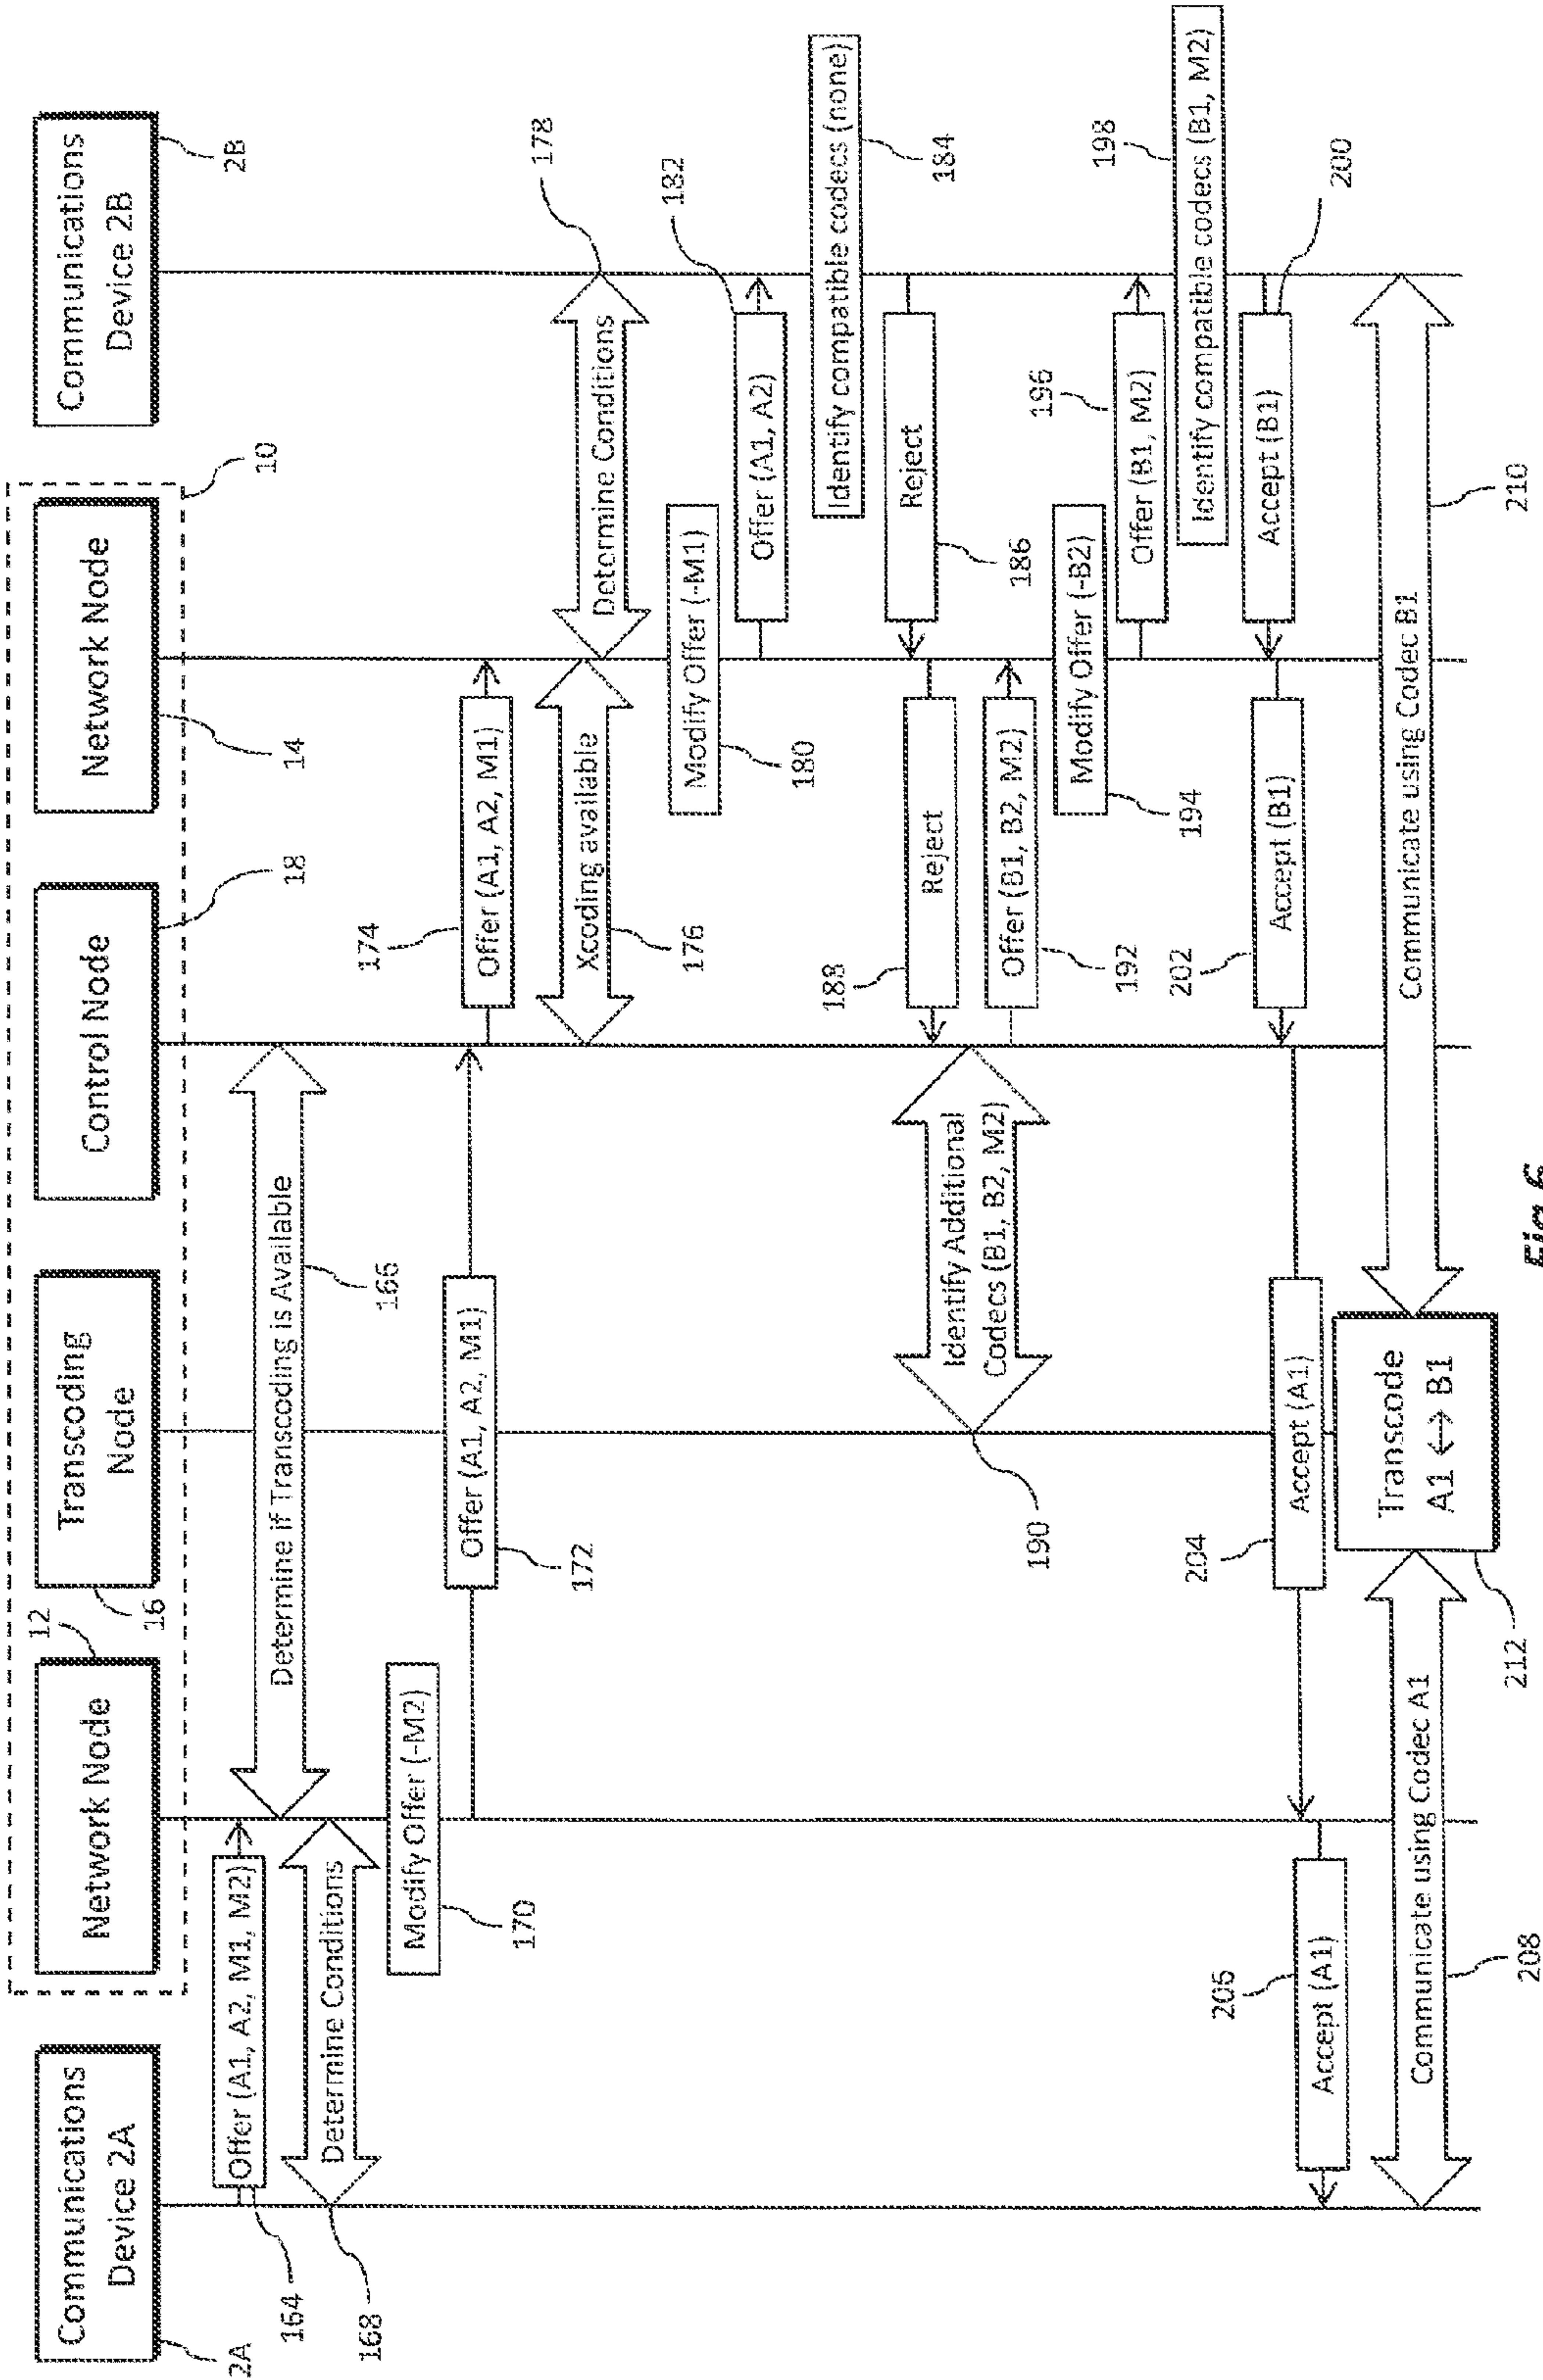 Communications
Device 2A
2A
Network Node
12
Transcoding
Node
16
Control Node
18
Network Node
14
10
Communications
Device 2B
2B
Offer (A1, A2, M1, M2)
164
Determine if Transcoding is Available
166
Determine Conditions
168
Modify Offer (-M2)
170
Offer (A1, A2, M1)
172
Offer (A1, A2, M1)
174
Xcoding available
176
Determine Conditions
178
Modify Offer (-M1)
180
Offer (A1, A2)
182
Identify compatible codecs (none)
184
Reject
186
Reject
188
Identify Additional
Codecs (B1, B2, M2)
190
Offer (B1, B2, M2)
192
Modify Offer (-B2)
194
Offer (B1, M2)
196
Identify compatible codecs (B1, M2)
198
Accept (B1)
200
Accept (B1)
202
Accept (A1)
204
Accept (A1)
206
Communicate using Codec A1
208
Communicate using Codec B1
210
Transcode
A1 ↔ B1
212
Fig 6